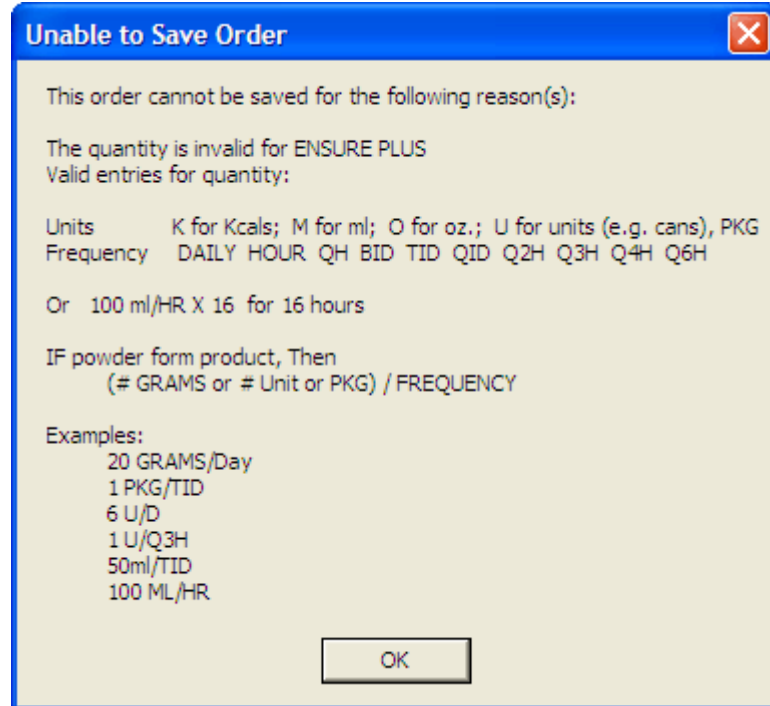 Unable to Save Order
This order cannot be saved for the following reason(s):
The quantity is invalid for ENSURE PLUS
Valid entries for quantity:
Units K for Kcals; M for ml; O for oz.; U for units (e.g. cans), PKG
Frequency DAILY HOUR QH BID TID QID Q2H Q3H Q4H Q6H
Or 100 ml/HR X 16 for 16 hours
IF powder form product, Then
(# GRAMS or # Unit or PKG) / FREQUENCY
Examples:
20 GRAMS/Day
1 PKG/TID
6 U/D
1 U/Q3H
50ml/TID
100 ML/HR
OK